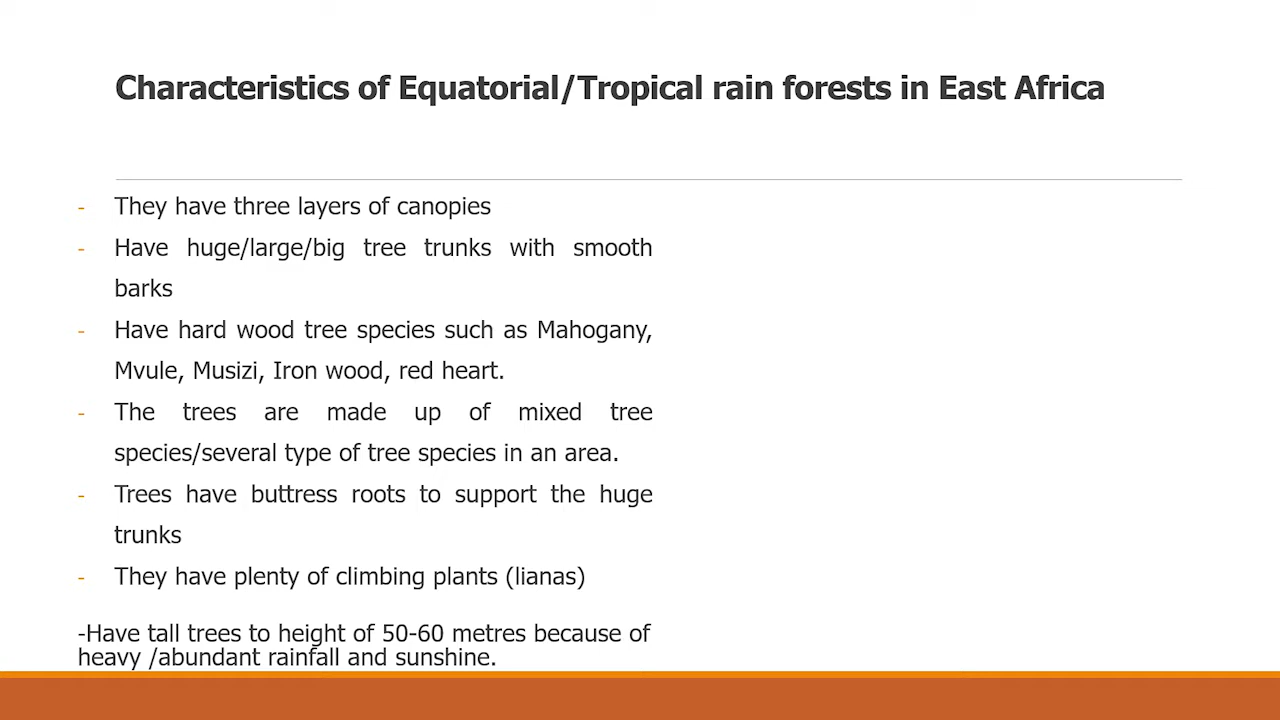 Characteristics of Equatorial/Tropical rain forests in East Africa
- They have three layers of canopies
- Have huge/large/big tree trunks with smooth
barks
- Have hard wood tree species such as Mahogany,
Mvule, Musizi, Iron wood, red heart.
- The trees are made up of mixed tree
species/several type of tree species in an area.
- Trees have buttress roots to support the huge
trunks
- They have plenty of climbing plants (lianas)
-Have tall trees to height of 50-60 metres because of
heavy /abundant rainfall and sunshine.